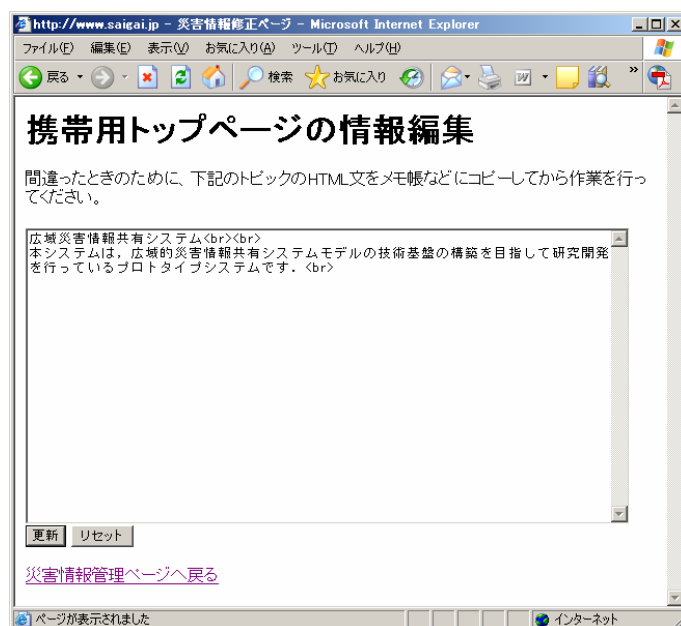 http://www.saigai.jp - 災害情報修正ページ - Microsoft Internet Explorer
ファイル(F) 編集(E) 表示(V) お気に入り(A) ツール(T) ヘルプ(H)
戻る 検索 お気に入り
携帯用トップページの情報編集
間違ったときのために、下記のトピックのHTML文をメモ帳などにコピーしてから作業を行っ
てください。
広域災害情報共有システム<br><br>
本システムは，広域的災害情報共有システムモデルの技術基盤の構築を目指して研究開発
を行っているプロトタイプシステムです．<br>
更新 リセット
災害情報管理ページへ戻る
ページが表示されました インターネット